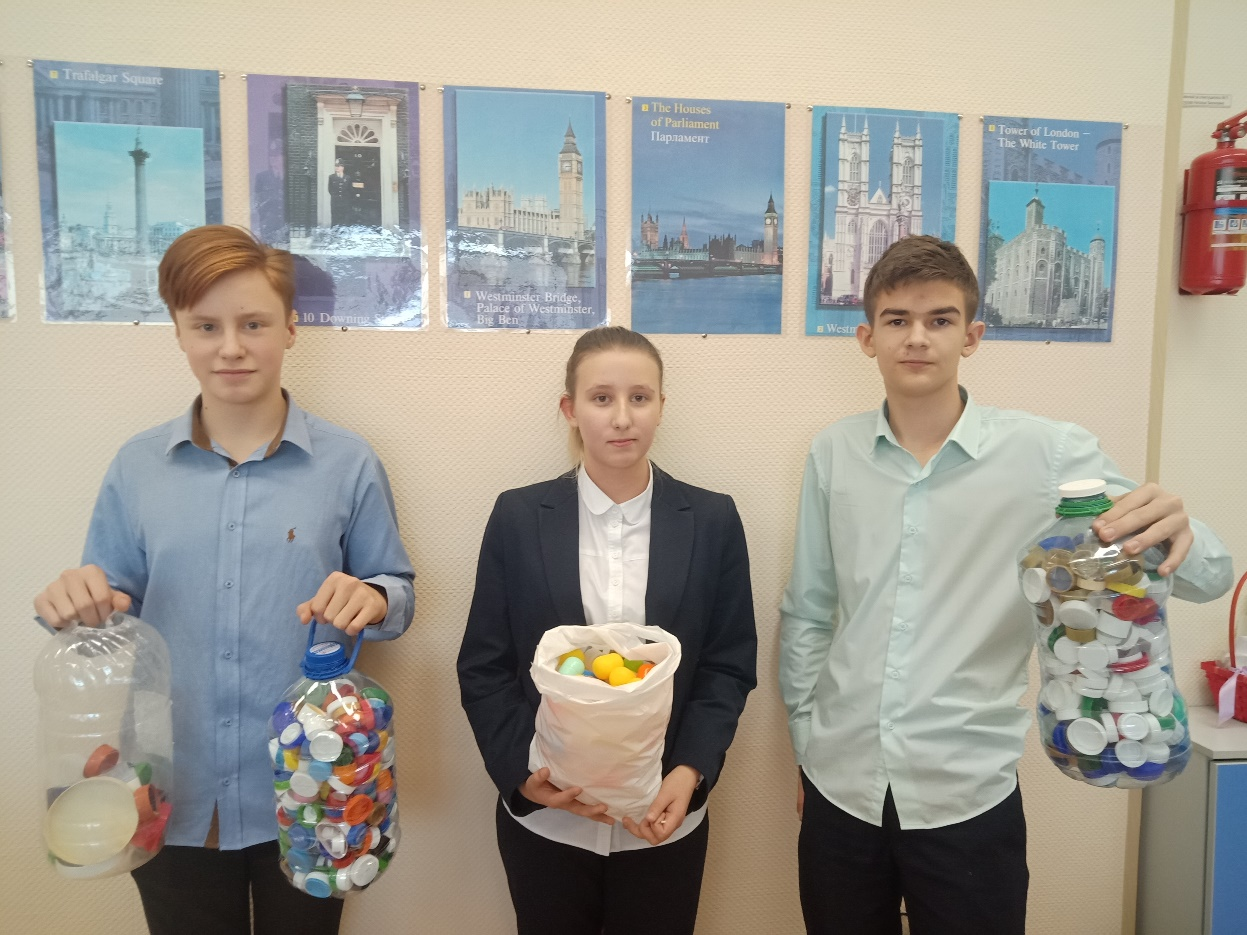 Trafalgar Square
10 Downing
Westminster Bridge,
Palace of Westminster,
Big Ben
The Houses
of Parliament
Парламент
Tower of London –
The White Tower